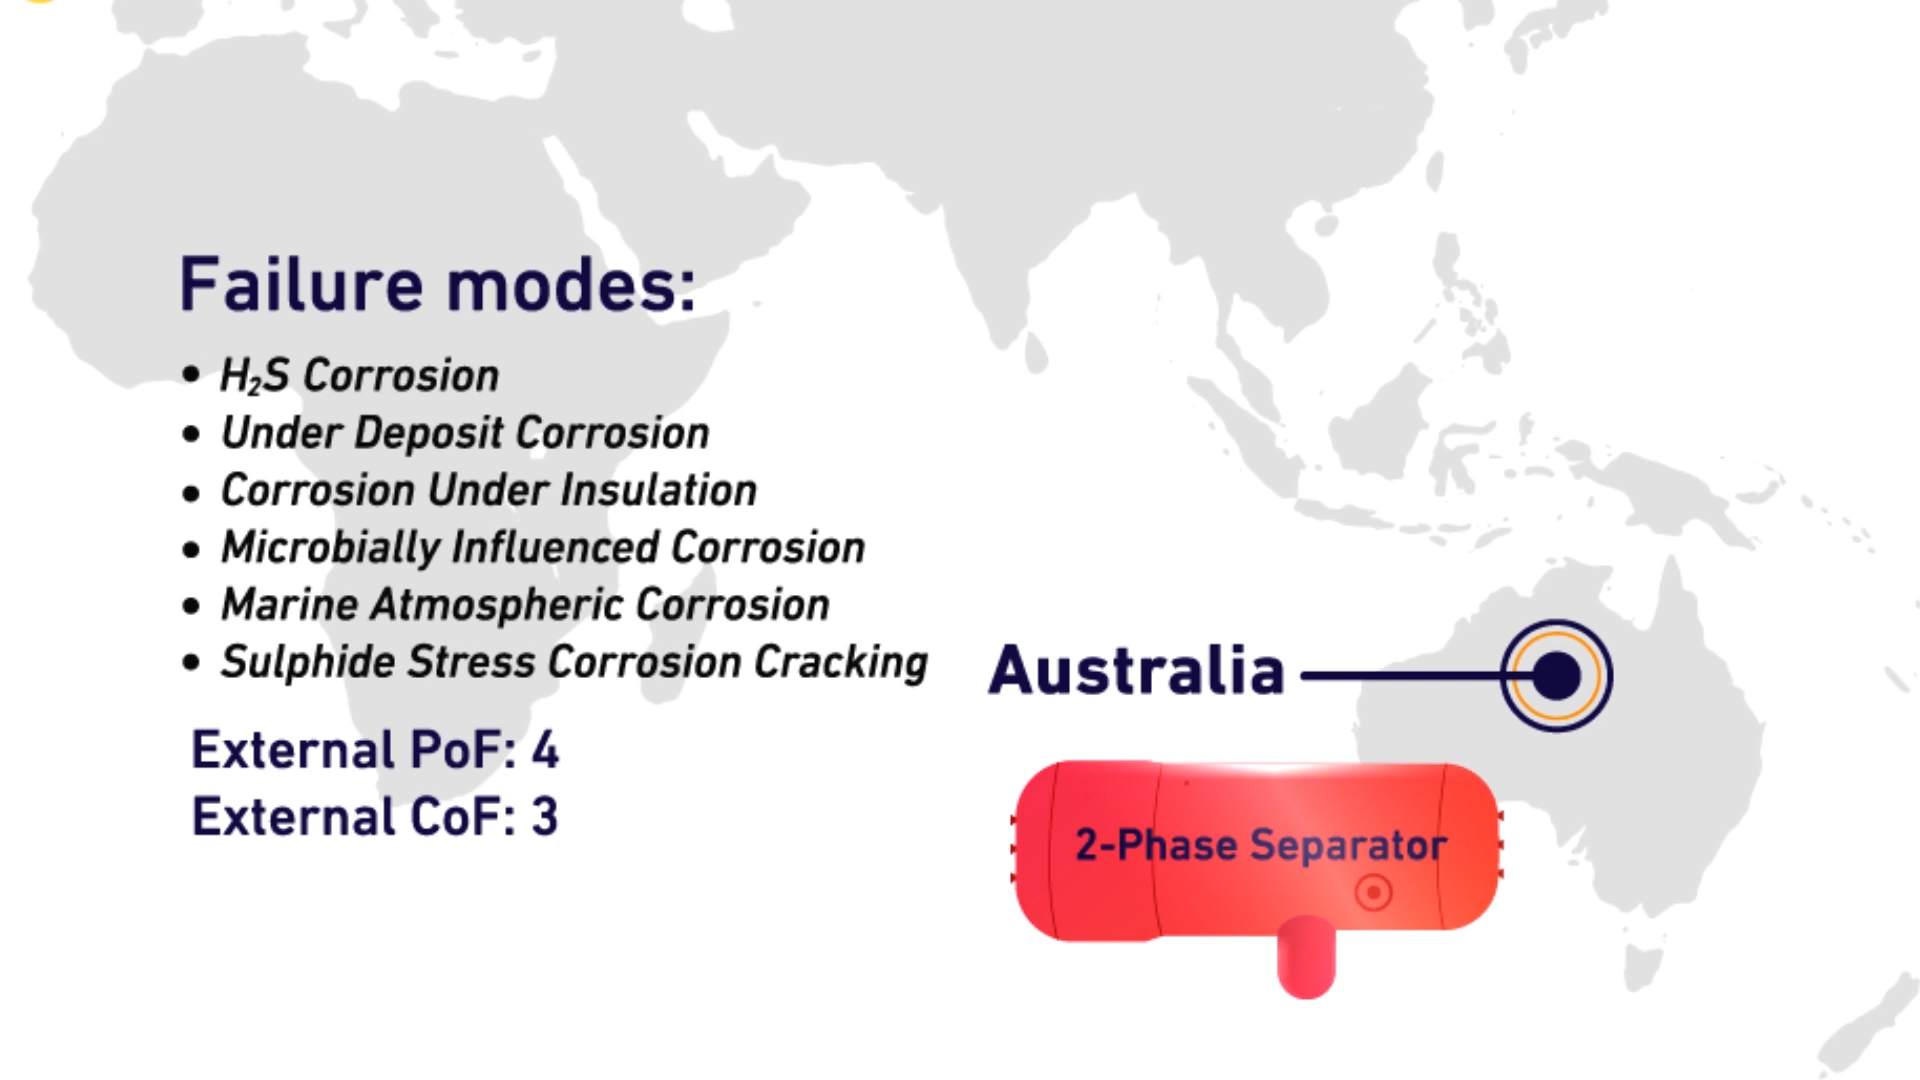 Failure modes:
• H₂S Corrosion
• Under Deposit Corrosion
• Corrosion Under Insulation
• Microbially Influenced Corrosion
• Marine Atmospheric Corrosion
• Sulphide Stress Corrosion Cracking
External PoF: 4
External CoF: 3
Australia
2-Phase Separator